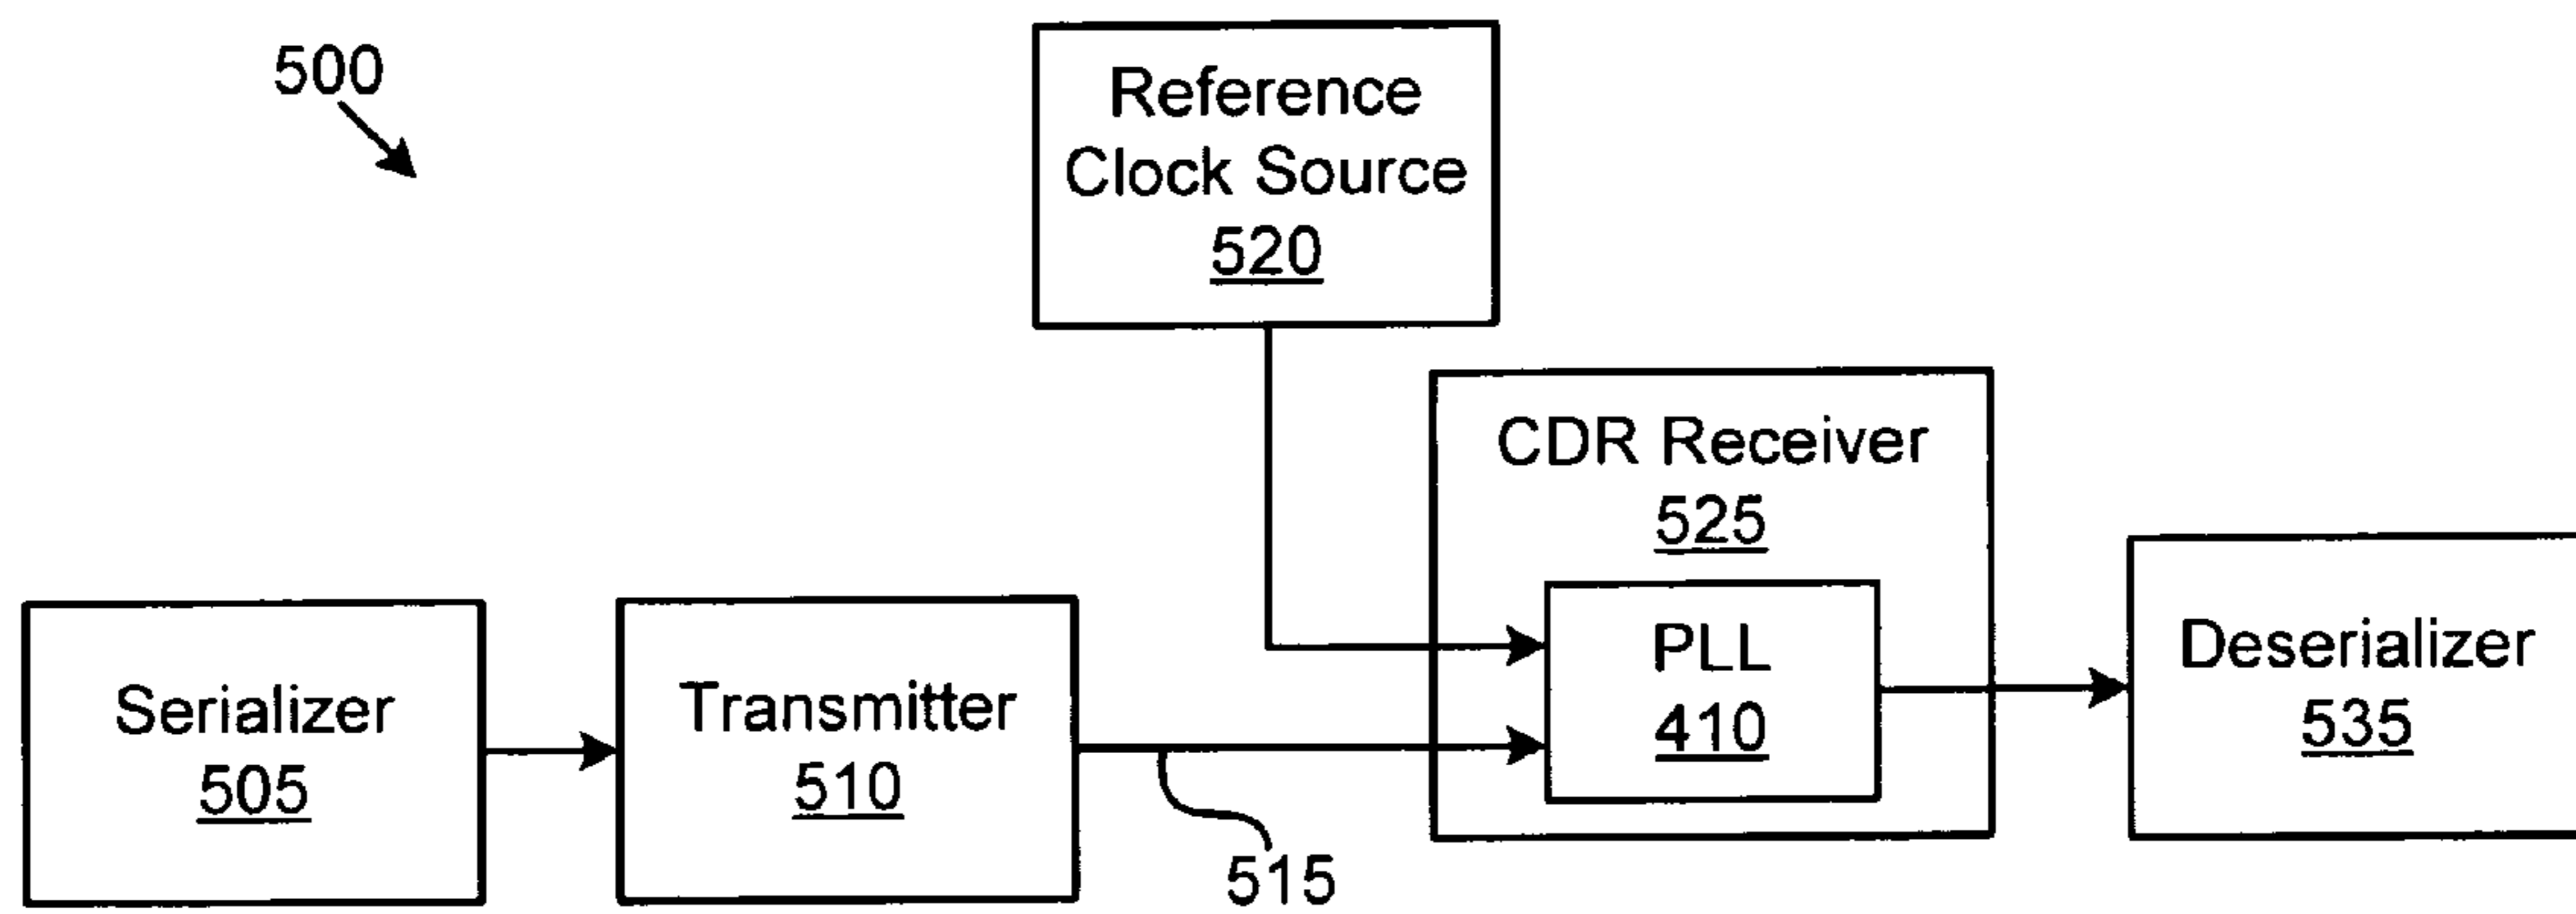 500
Reference
Clock Source
520
CDR Receiver
525
PLL
410
Serializer
505
Transmitter
510
515
Deserializer
535